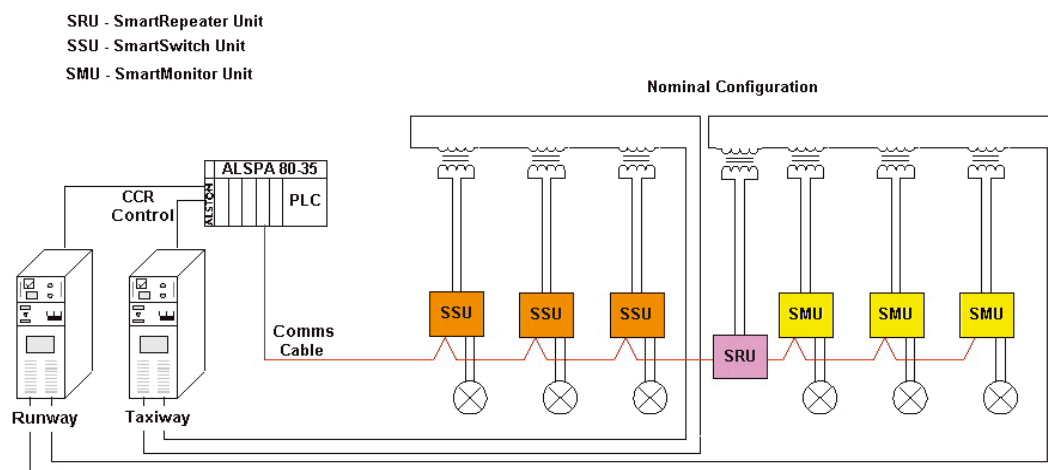 SRU - SmartRepeater Unit
SSU - SmartSwitch Unit
SMU - SmartMonitor Unit
Nominal Configuration
ALSPA 80-35
ALSTOM
PLC
CCR
Control
SSU
SSU
SSU
SMU
SMU
SMU
Comms
Cable
SRU
Runway
Taxiway